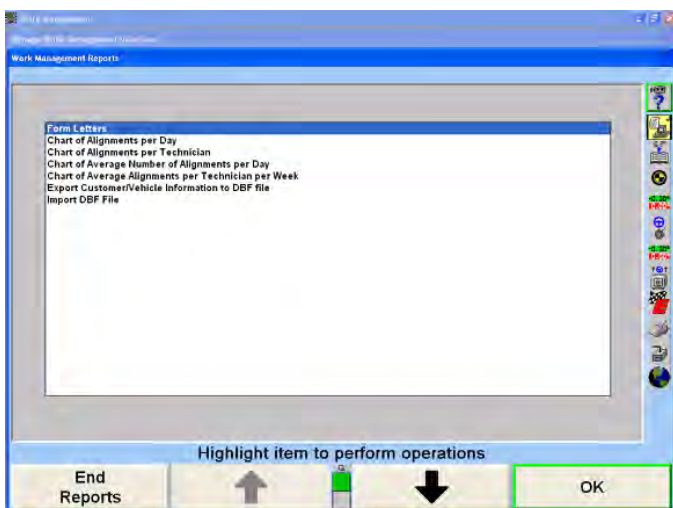 Work Management
Work Management Reports
Form Letters
Chart of Alignments per Day
Chart of Alignments per Technician
Chart of Average Number of Alignments per Day
Chart of Average Alignments per Technician per Week
Export Customer/Vehicle Information to DBF file
Import DBF File
Highlight item to perform operations
End
Reports
OK